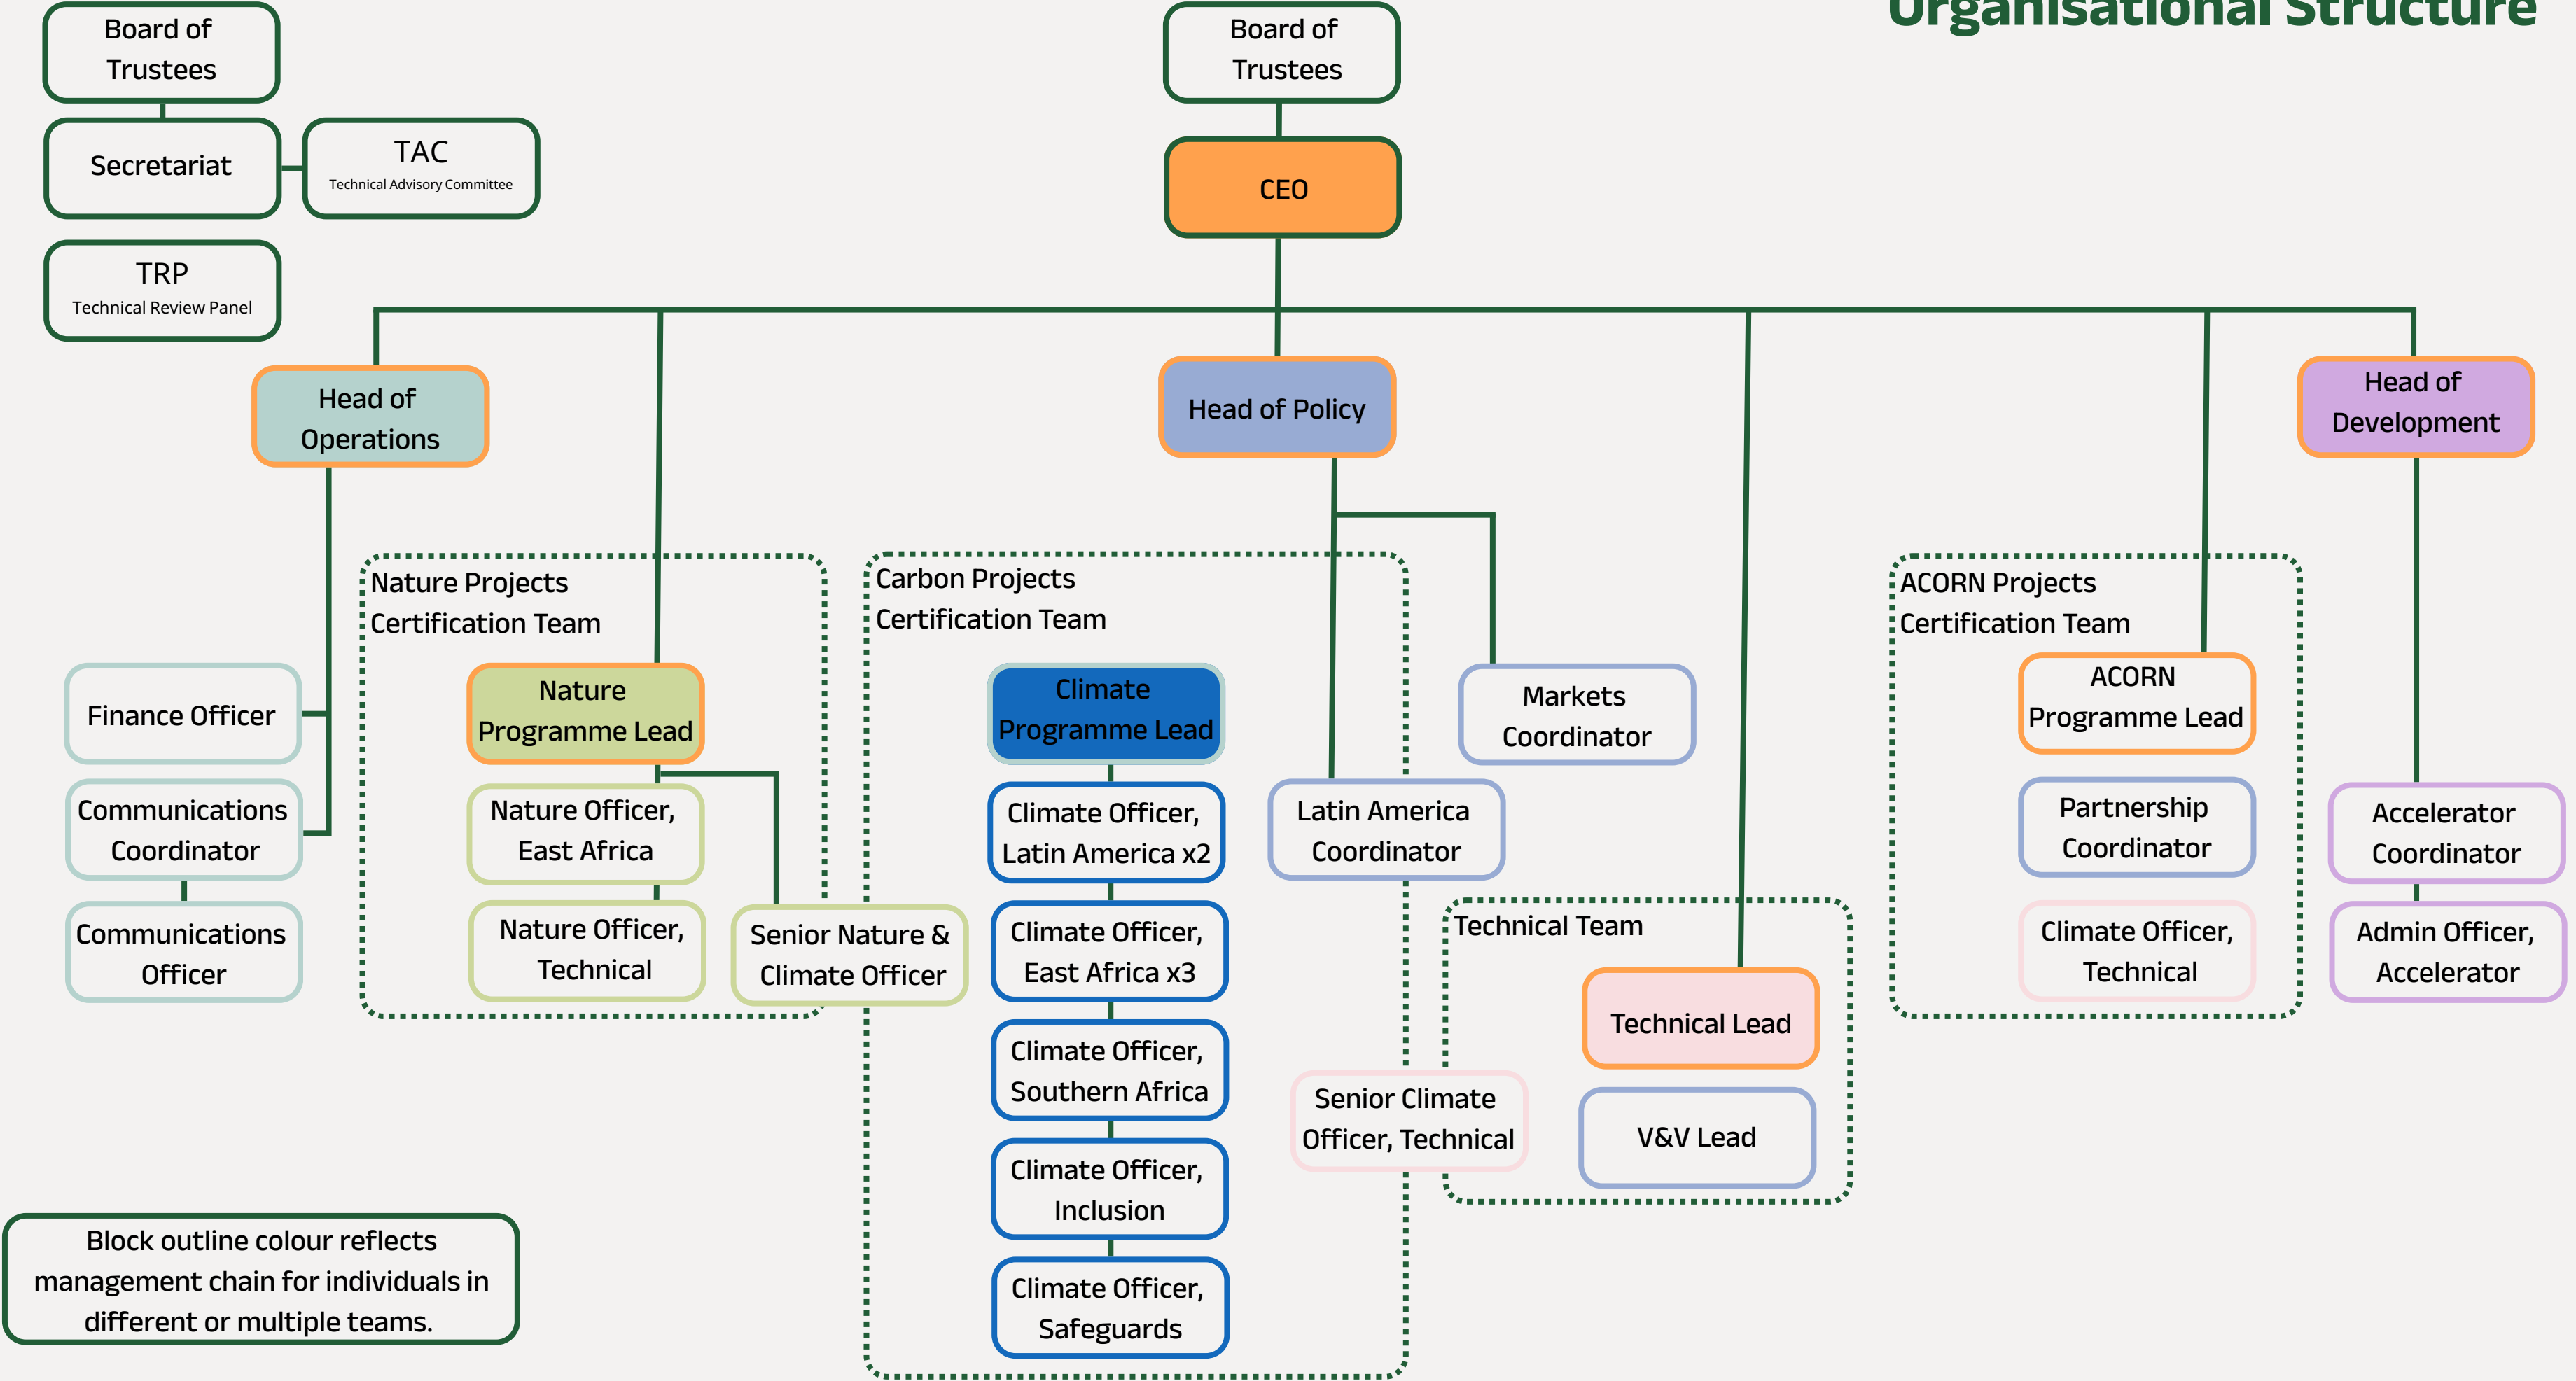 Organisational Structure
Board of
Trustees
Secretariat
TAC
Technical Advisory Committee
TRP
Technical Review Panel
Board of
Trustees
CEO
Head of
Operations
Head of Policy
Head of
Development
Finance Officer
Communications
Coordinator
Communications
Officer
Nature Projects
Certification Team
Nature
Programme Lead
Nature Officer,
East Africa
Nature Officer,
Technical
Senior Nature &
Climate Officer
Carbon Projects
Certification Team
Climate
Programme Lead
Climate Officer,
Latin America x2
Climate Officer,
East Africa x3
Climate Officer,
Southern Africa
Climate Officer,
Inclusion
Climate Officer,
Safeguards
Latin America
Coordinator
Markets
Coordinator
Senior Climate
Officer, Technical
Technical Team
Technical Lead
V&V Lead
ACORN Projects
Certification Team
ACORN
Programme Lead
Partnership
Coordinator
Climate Officer,
Technical
Accelerator
Coordinator
Admin Officer,
Accelerator
Block outline colour reflects
management chain for individuals in
different or multiple teams.